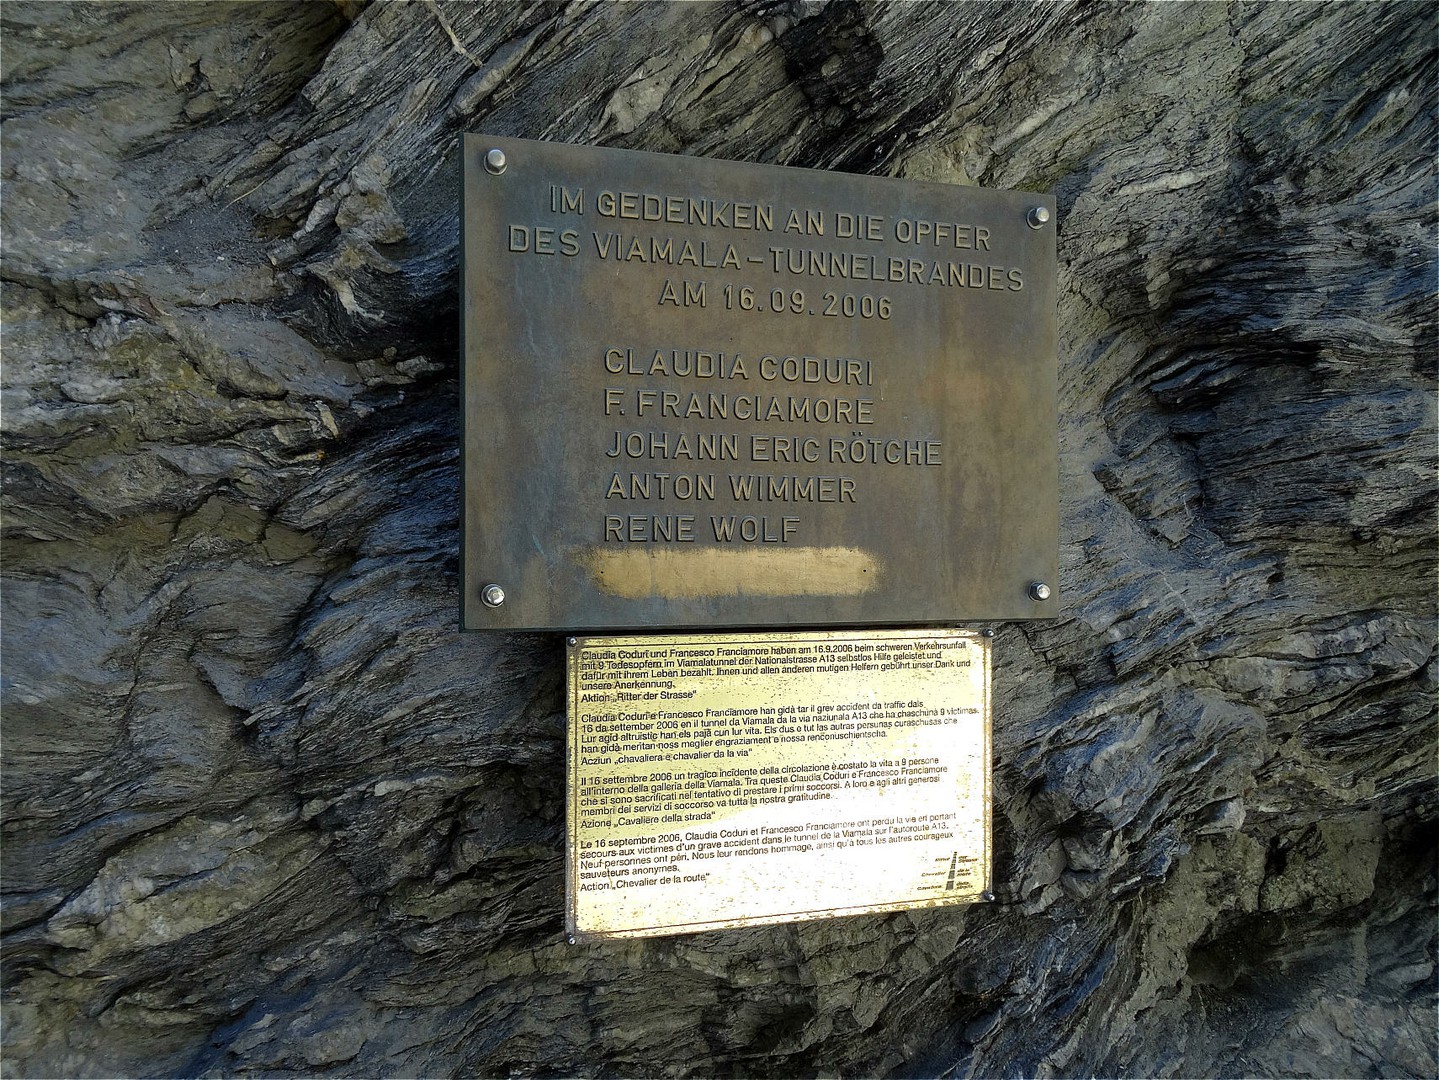 IM GEDENKEN AN DIE OPFER
DES VIAMALA-TUNNELBRANDES
AM 16.09.2006
CLAUDIA CODURI
F. FRANCIAMORE
JOHANN ERIC RÖTCHE
ANTON WIMMER
RENE WOLF
Claudia Coduri und Francesco Franciamore haben am 16.9.2006 beim schweren Verkehrsunfall
mit 9 Todesopfern im Viamalatunnel der Nationalstrasse A13 selbstlos Hilfe geleistet und
dafür mit ihrem Leben bezahlt. Ihnen und allen anderen mutigen Helfern gebührt unser Dank und
unsere Anerkennung.
Aktion „Ritter der Strasse"
Claudia Coduri e Francesco Franciamore han gidà tar il grev accident da traffic dals
16 da settember 2006 en il tunnel da Viamala da la via naziunala A13 che ha chaschunà 9 victimas.
Lur agid altruistic han els pajà cun lur vita. Els dus e tut las autras persunas curaschusas che
han gidà meritan noss meglier engraziament e nossa renconuschientscha.
Acziun „chavaliera e chavalier da la via"
Il 16 settembre 2006 un tragico incidente della circolazione è costato la vita a 9 persone
all'interno della galleria della Viamala. Tra queste Claudia Coduri e Francesco Franciamore
che si sono sacrificati nel tentativo di prestare i primi soccorsi. A loro e agli altri generosi
membri dei servizi di soccorso va tutta la nostra gratitudine.
Azione „Cavaliere della strada"
Le 16 septembre 2006, Claudia Coduri et Francesco Franciamore ont perdu la vie en portant
secours aux victimes d'un grave accident dans le tunnel de la Viamala sur l'autoroute A13.
Neuf personnes ont péri. Nous leur rendons hommage, ainsi qu'à tous les autres courageux
sauveteurs anonymes.
Action „Chevalier de la route"